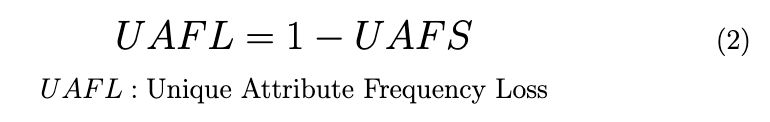 UAFL = 1 − UAFS (2)
UAFL : Unique Attribute Frequency Loss